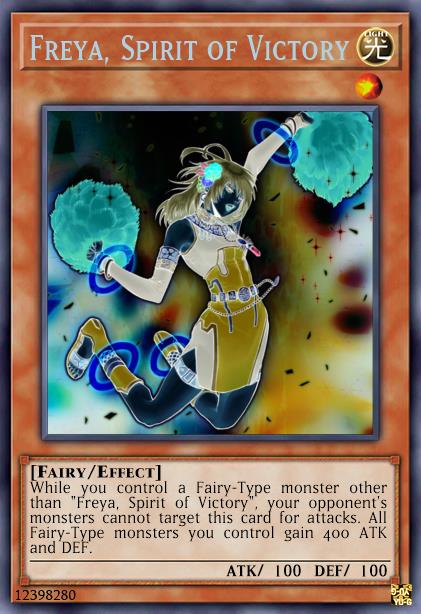 FREYA, SPIRIT OF VICTORY
LIGHT
光
[FAIRY/EFFECT]
While you control a Fairy-Type monster other
than "Freya, Spirit of Victory", your opponent's
monsters cannot target this card for attacks. All
Fairy-Type monsters you control gain 400 ATK
and DEF.
ATK/ 100 DEF/ 100
12398280